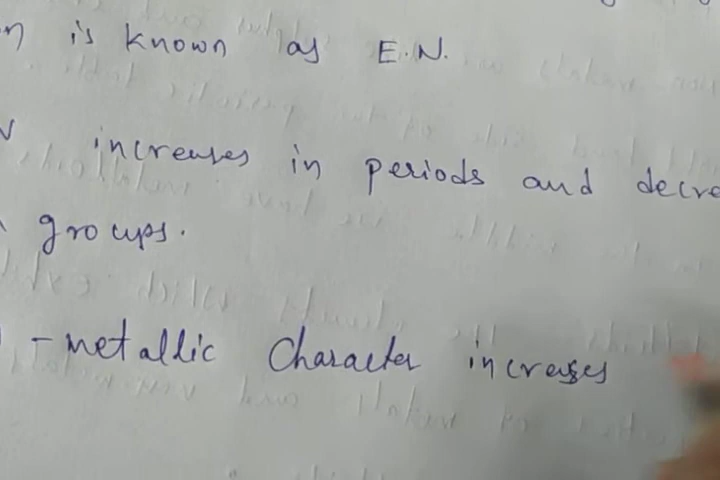 is known as E.N.
increases in periods and
groups.
-metallic Character increases